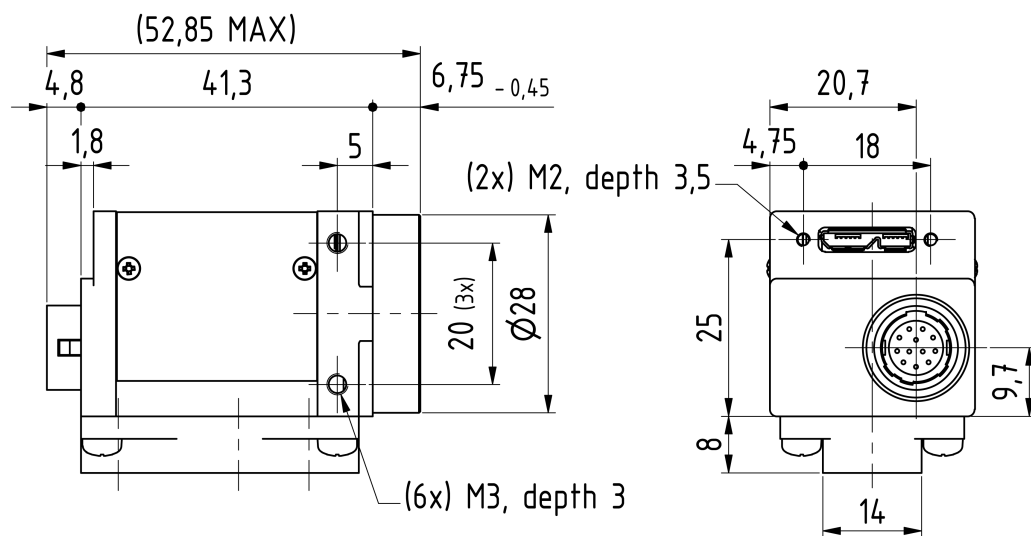 (52,85 MAX)
4,8 41,3 6,75 - 0,45
1,8 5
20 (3x)
Ø28
(6x) M3, depth 3
20,7
4,75 18
(2x) M2, depth 3,5
25
9,7
8
14